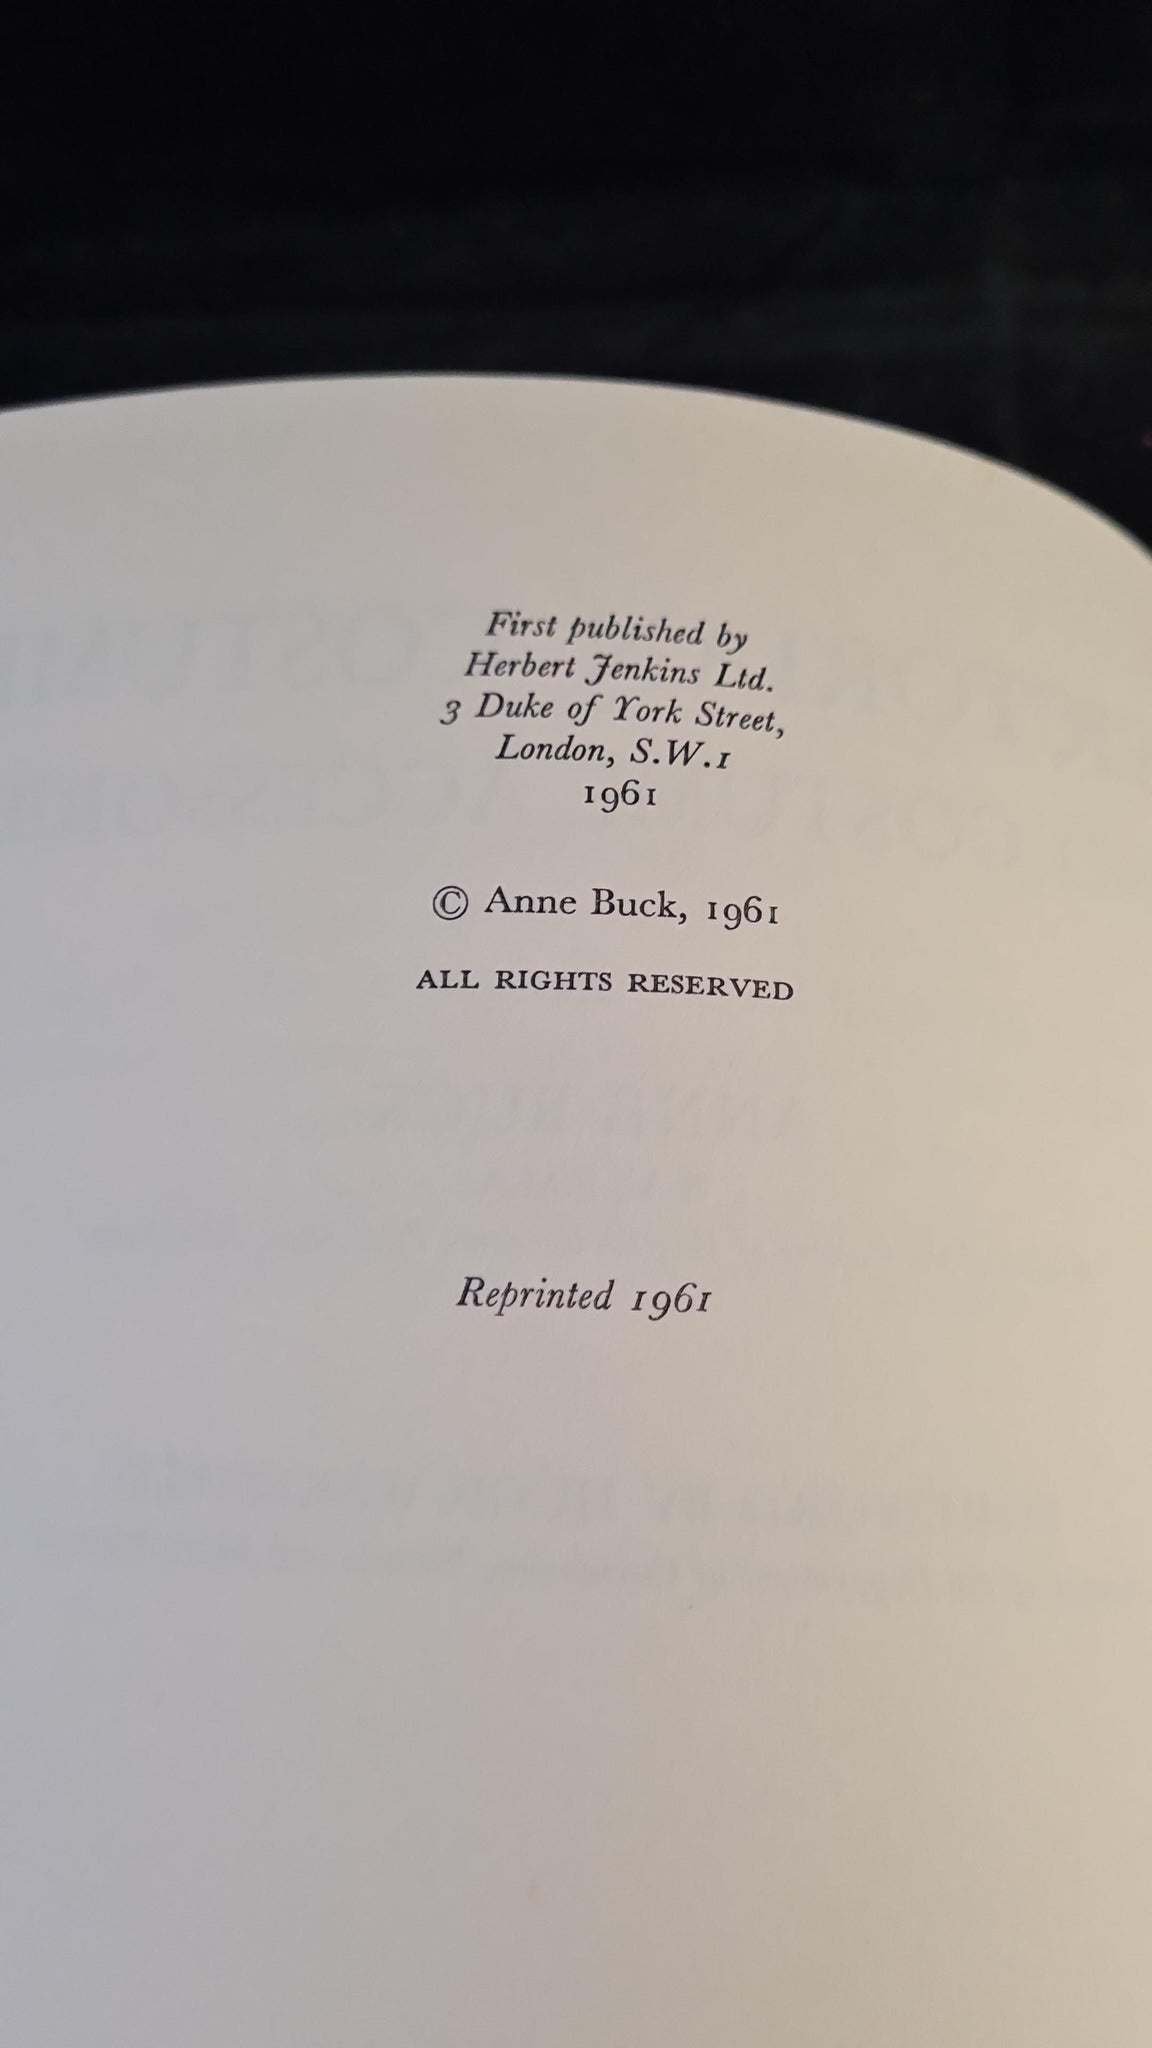 First published by
Herbert Jenkins Ltd.
3 Duke of York Street,
London, S.W.1
1961
© Anne Buck, 1961
ALL RIGHTS RESERVED
Reprinted 1961